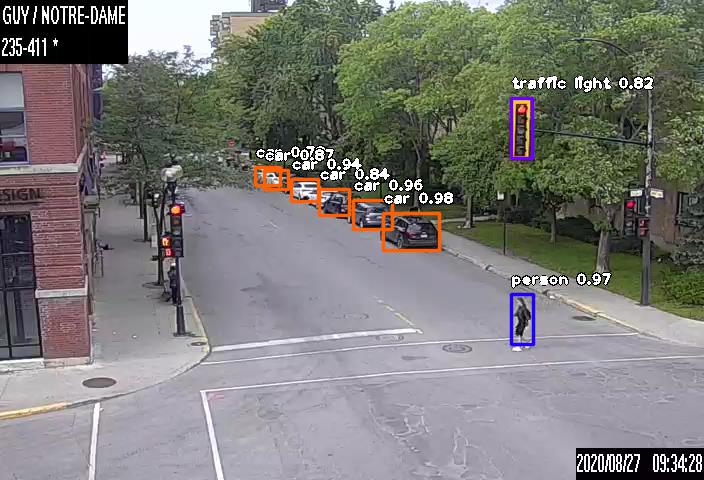 GUY / NOTRE-DAME
235-411 *
traffic light 0.82
car 0.87
car 0.94
car 0.84
car 0.96
car 0.98
person 0.97
2020/08/27 09:34:28